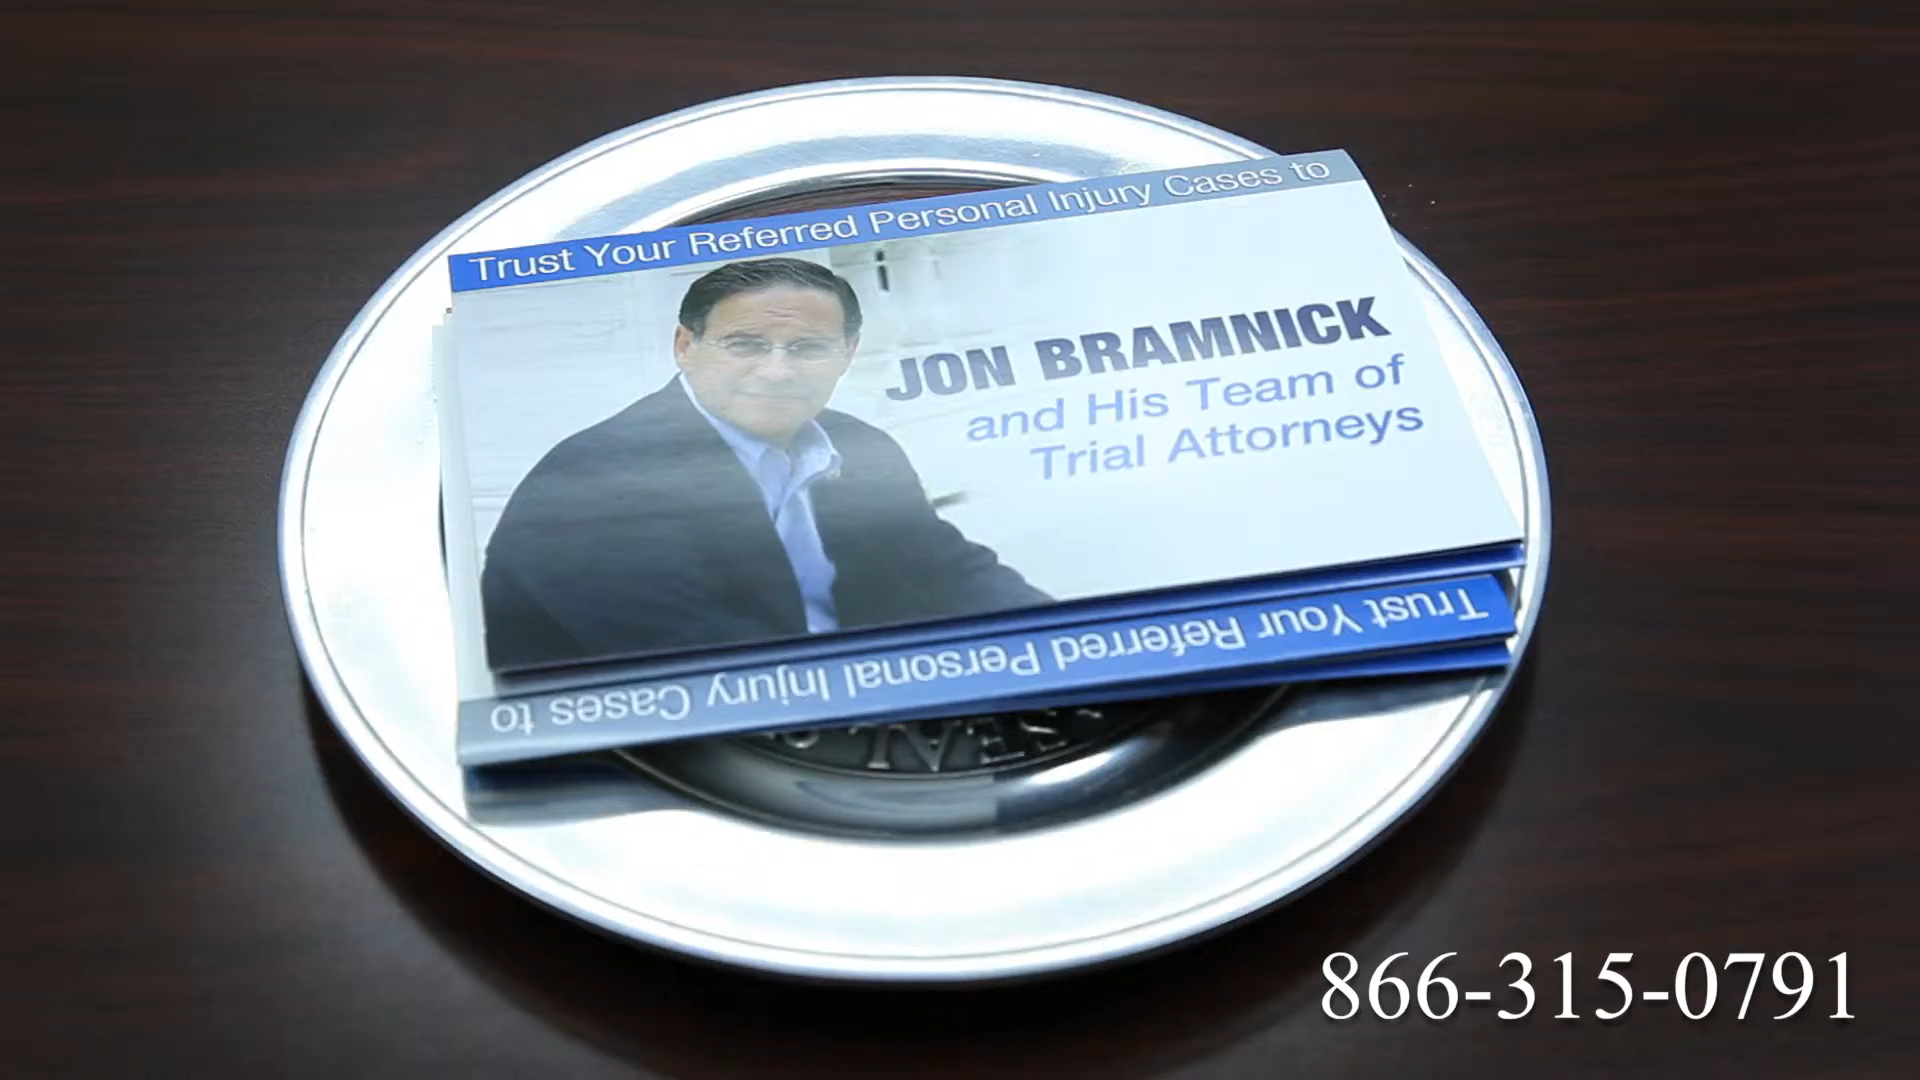 Trust Your Referred Personal Injury Cases to
JON BRAMNICK
and His Team of
Trial Attorneys
Trust Your Referred Personal Injury Cases to
SEAL O
866-315-0791